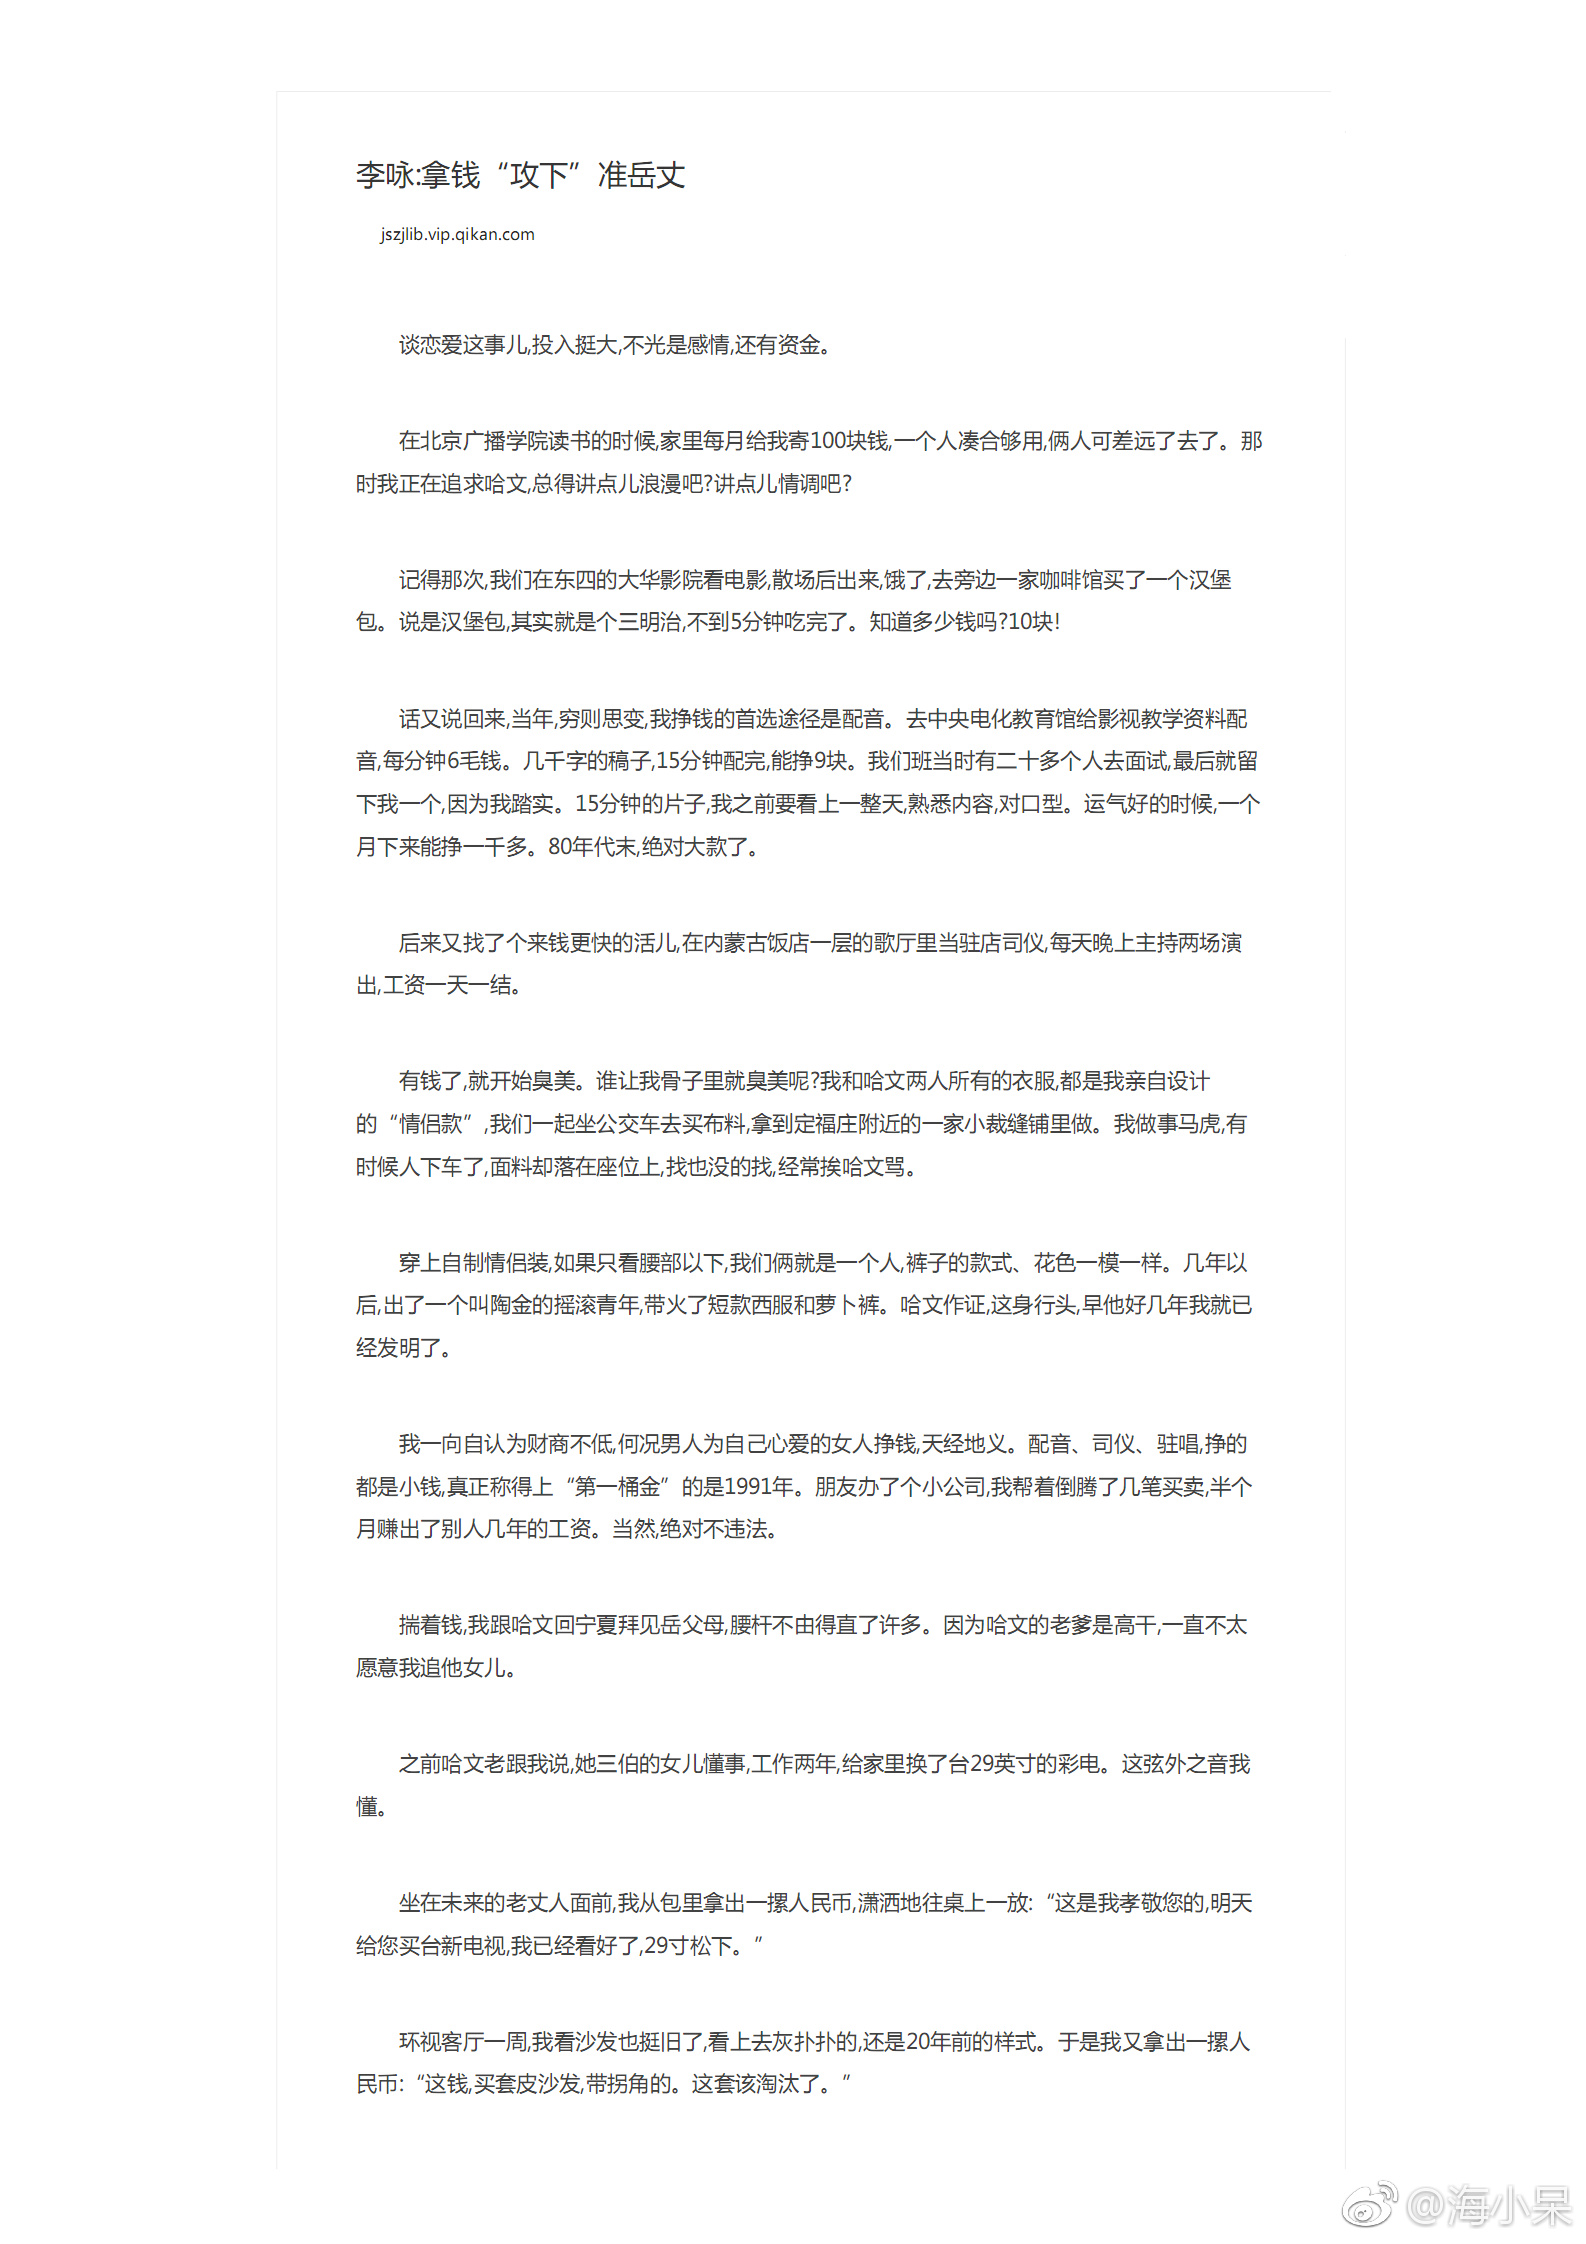 李咏:拿钱“攻下”准岳丈
jszjlib.vip.qikan.com
谈恋爱这事儿,投入挺大,不光是感情,还有资金。
在北京广播学院读书的时候,家里每月给我寄100块钱,一个人凑合够用,俩人可差远了去了。那
时我正在追求哈文,总得讲点儿浪漫吧?讲点儿情调吧?
记得那次,我们在东四的大华影院看电影,散场后出来,饿了,去旁边一家咖啡馆买了一个汉堡
包。说是汉堡包,其实就是个三明治,不到5分钟吃完了。知道多少钱吗?10块!
话又说回来,当年,穷则思变,我挣钱的首选途径是配音。去中央电化教育馆给影视教学资料配
音,每分钟6毛钱。几千字的稿子,15分钟配完,能挣9块。我们班当时有二十多个人去面试,最后就留
下我一个,因为我踏实。15分钟的片子,我之前要看上一整天,熟悉内容,对口型。运气好的时候,一个
月下来能挣一千多。80年代末,绝对大款了。
后来又找了个来钱更快的活儿,在内蒙古饭店一层的歌厅里当驻店司仪,每天晚上主持两场演
出,工资一天一结。
有钱了,就开始臭美。谁让我骨子里就臭美呢?我和哈文两人所有的衣服,都是我亲自设计
的“情侣款”,我们一起坐公交车去买布料,拿到定福庄附近的一家小裁缝铺里做。我做事马虎,有
时候人下车了,面料却落在座位上,找也没的找,经常挨哈文骂。
穿上自制情侣装,如果只看腰部以下,我们俩就是一个人,裤子的款式、花色一模一样。几年以
后,出了一个叫陶金的摇滚青年,带火了短款西服和萝卜裤。哈文作证,这身行头,早他好几年我就已
经发明了。
我一向自认为财商不低,何况男人为自己心爱的女人挣钱,天经地义。配音、司仪、驻唱,挣的
都是小钱,真正称得上“第一桶金”的是1991年。朋友办了个小公司,我帮着倒腾了几笔买卖,半个
月赚出了别人几年的工资。当然,绝对不违法。
揣着钱,我跟哈文回宁夏拜见岳父母,腰杆不由得直了许多。因为哈文的老爹是高干,一直不太
愿意我追他女儿。
之前哈文老跟我说,她三伯的女儿懂事,工作两年,给家里换了台29英寸的彩电。这弦外之音我
懂。
坐在未来的老丈人面前,我从包里拿出一摞人民币,潇洒地往桌上一放:“这是我孝敬您的,明天
给您买台新电视,我已经看好了,29寸松下。”
环视客厅一周,我看沙发也挺旧了,看上去灰扑扑的,还是20年前的样式。于是我又拿出一摞人
民币:“这钱,买套皮沙发,带拐角的。这套该淘汰了。”
@海小呆